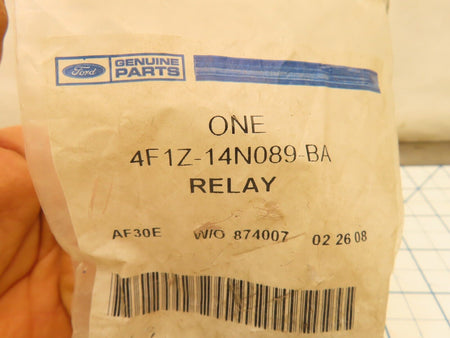 Ford GENUINE PARTS
ONE
4F1Z-14N089-BA
RELAY
AF30E W/O 874007 02 26 08